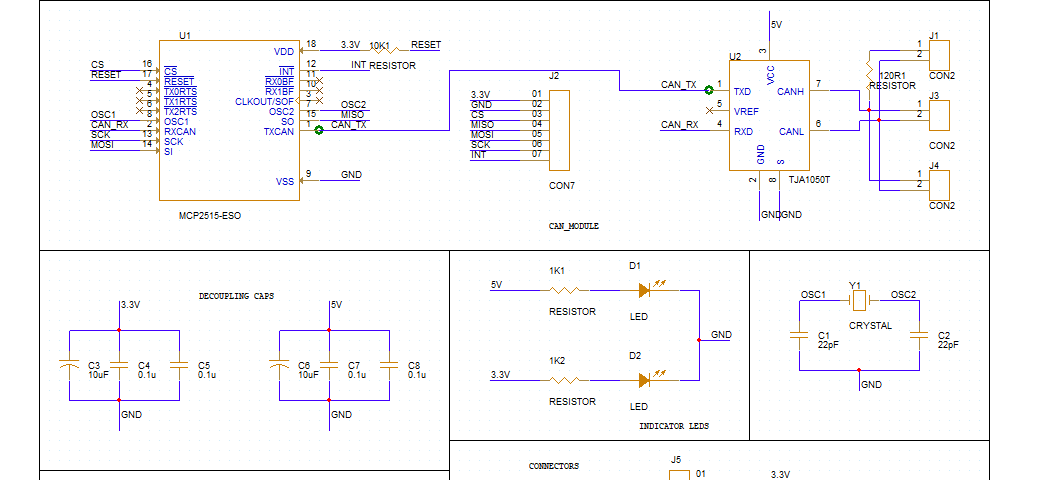 U1
VDD
18
3.3V
10K1
RESET
RESISTOR
CS
16
CS
RESET
17
RESET
4
TX0RTS
5
TX1RTS
6
TX2RTS
OSC1
8
OSC1
CAN_RX
2
RXCAN
SCK
13
SCK
MOSI
14
SI
INT
12
INT
RX0BF
11
RX1BF
10
CLKOUT/SOF
3
OSC2
7
OSC2
SO
15
MISO
TXCAN
1
CAN_TX
VSS
9
GND
MCP2515-ESO
J2
3.3V
01
GND
02
CS
03
MISO
04
MOSI
05
SCK
06
INT
07
CON7
CAN_MODULE
5V
3
VCC
U2
CAN_TX
1
TXD
5
VREF
CAN_RX
4
RXD
CANH
7
CANL
6
GND
S
2
8
TJA1050T
GND
GND
120R1
RESISTOR
J1
1
2
CON2
J3
1
2
CON2
J4
1
2
CON2
DECOUPLING CAPS
3.3V
C3
10uF
C4
0.1u
C5
0.1u
GND
5V
C6
10uF
C7
0.1u
C8
0.1u
GND
5V
1K1
RESISTOR
D1
LED
GND
3.3V
1K2
RESISTOR
D2
LED
INDICATOR LEDS
OSC1
Y1
OSC2
CRYSTAL
C1
22pF
C2
22pF
GND
CONNECTORS
J5
01
3.3V